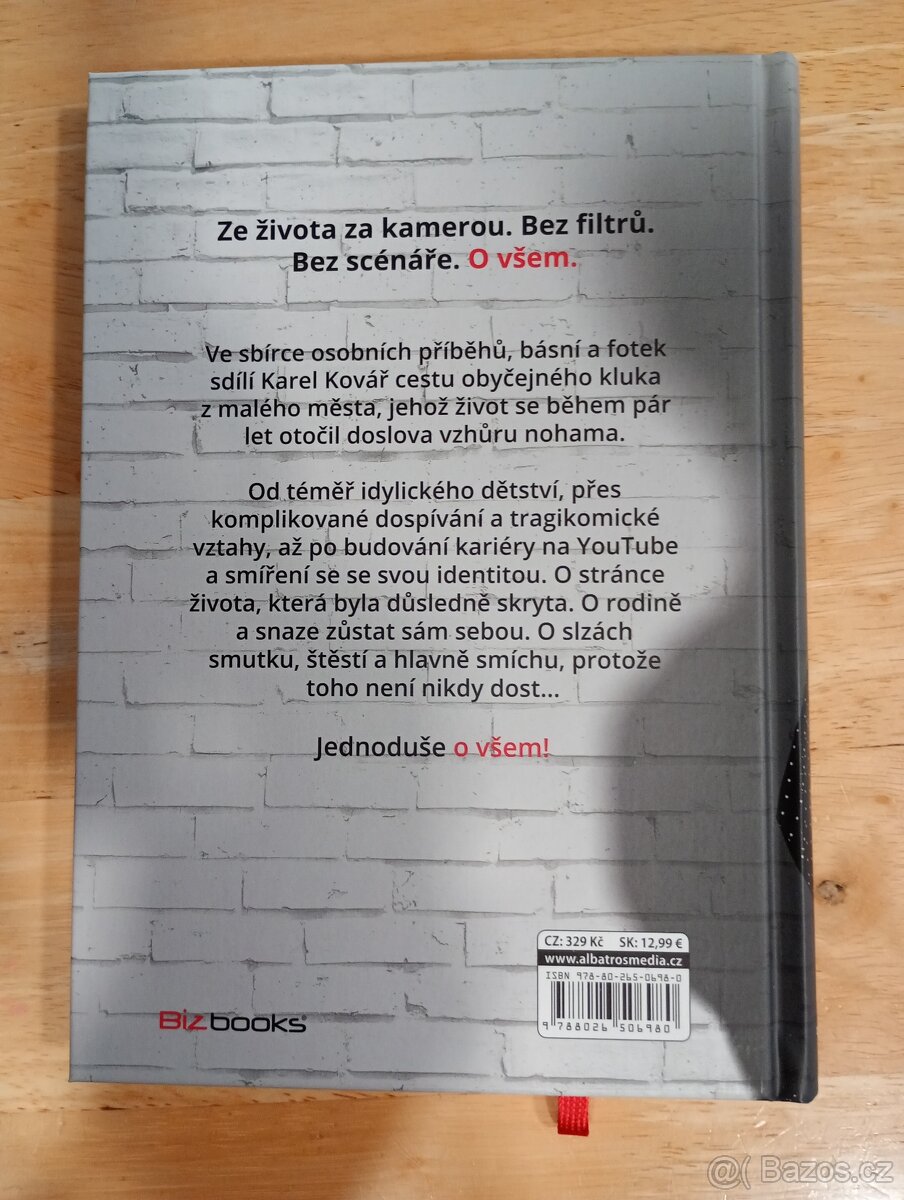 Ze života za kamerou. Bez filtrů.
Bez scénáře. O všem.
Ve sbírce osobních příběhů, básní a fotek
sdílí Karel Kovář cestu obyčejného kluka
z malého města, jehož život se během pár
let otočil doslova vzhůru nohama.
Od téměř idylického dětství, přes
komplikované dospívání a tragikomické
vztahy, až po budování kariéry na YouTube
a smíření se se svou identitou. O stránce
života, která byla důsledně skryta. O rodině
a snaze zůstat sám sebou. O slzách
smutku, štěstí a hlavně smíchu, protože
toho není nikdy dost...
Jednoduše o všem!
CZ: 329 Kč SK: 12,99 €
www.albatrosmedia.cz
ISBN 978-80-265-0698-0
9 788026 506980
Bizbooks
@( Bazos.cz